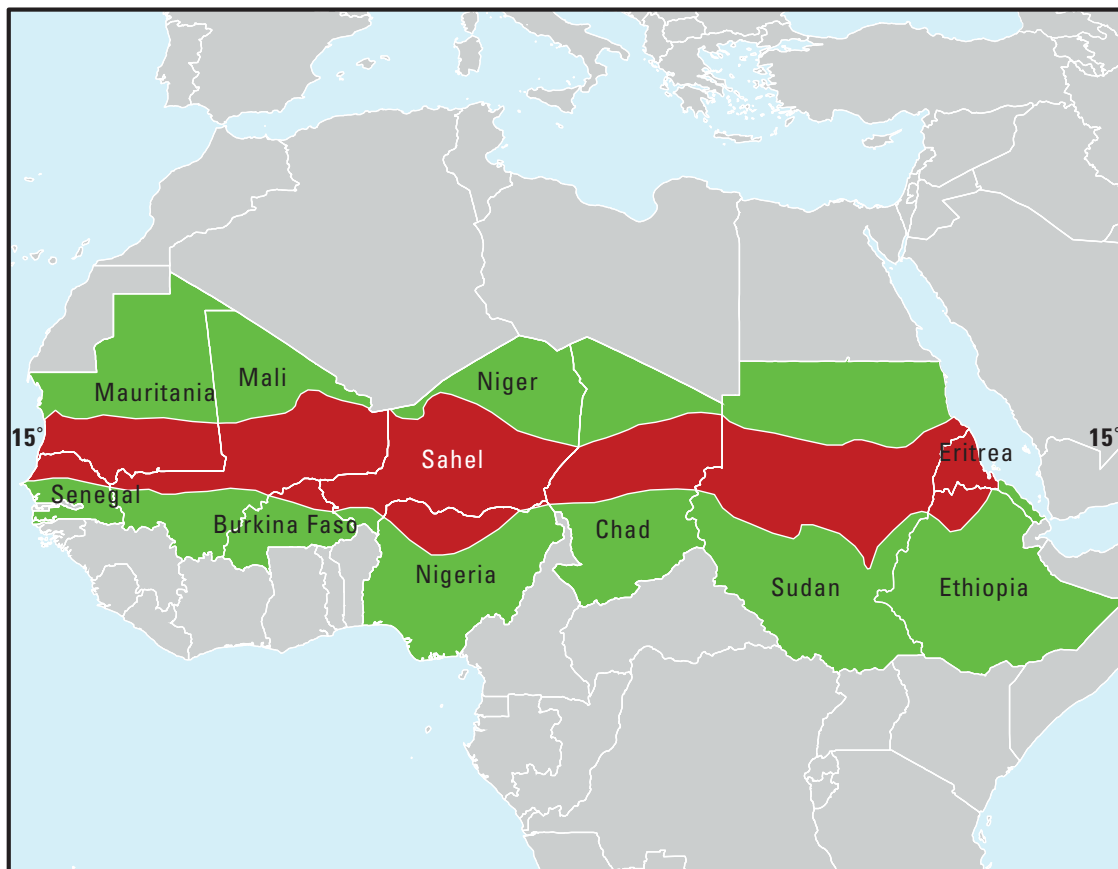 Mali
Niger
Mauritania
15°
15°
Eritrea
Sahel
Senegal
Burkina Faso
Chad
Nigeria
Sudan
Ethiopia